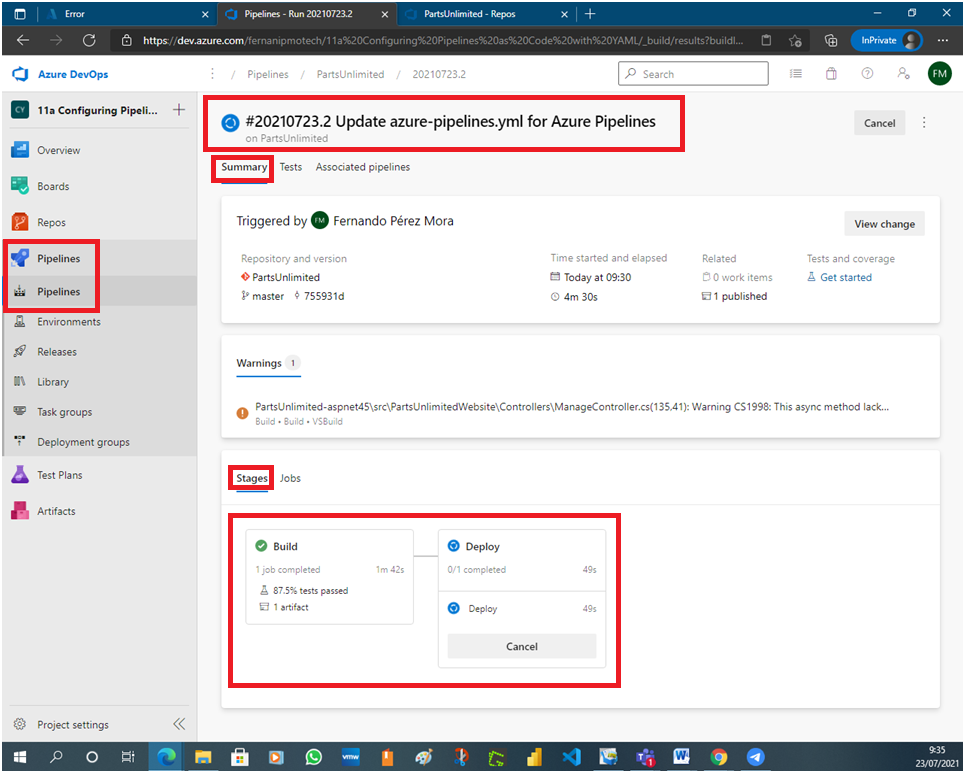 Error
Pipelines - Run 20210723.2
PartsUnlimited - Repos
https://dev.azure.com/fernanipmotech/11a%20Configuring%20Pipelines%20as%20Code%20with%20YAML/_build/results?buildI...
InPrivate
Azure DevOps
/ Pipelines / PartsUnlimited / 20210723.2
Search
FM
CY 11a Configuring Pipeli...
Overview
Boards
Repos
Pipelines
Pipelines
Environments
Releases
Library
Task groups
Deployment groups
Test Plans
Artifacts
Project settings
#20210723.2 Update azure-pipelines.yml for Azure Pipelines
on PartsUnlimited
Cancel
Summary Tests Associated pipelines
Triggered by FM Fernando Pérez Mora
View change
Repository and version
PartsUnlimited
master 755931d
Time started and elapsed
Today at 09:30
4m 30s
Related
0 work items
1 published
Tests and coverage
Get started
Warnings 1
PartsUnlimited-aspnet45\src\PartsUnlimitedWebsite\Controllers\ManageController.cs(135.41): Warning CS1998: This async method lack...
Build • Build • VSBuild
Stages Jobs
Build
1 job completed 1m 42s
87.5% tests passed
1 artifact
Deploy
0/1 completed 49s
Deploy 49s
Cancel
vmw
1
9:35
23/07/2021